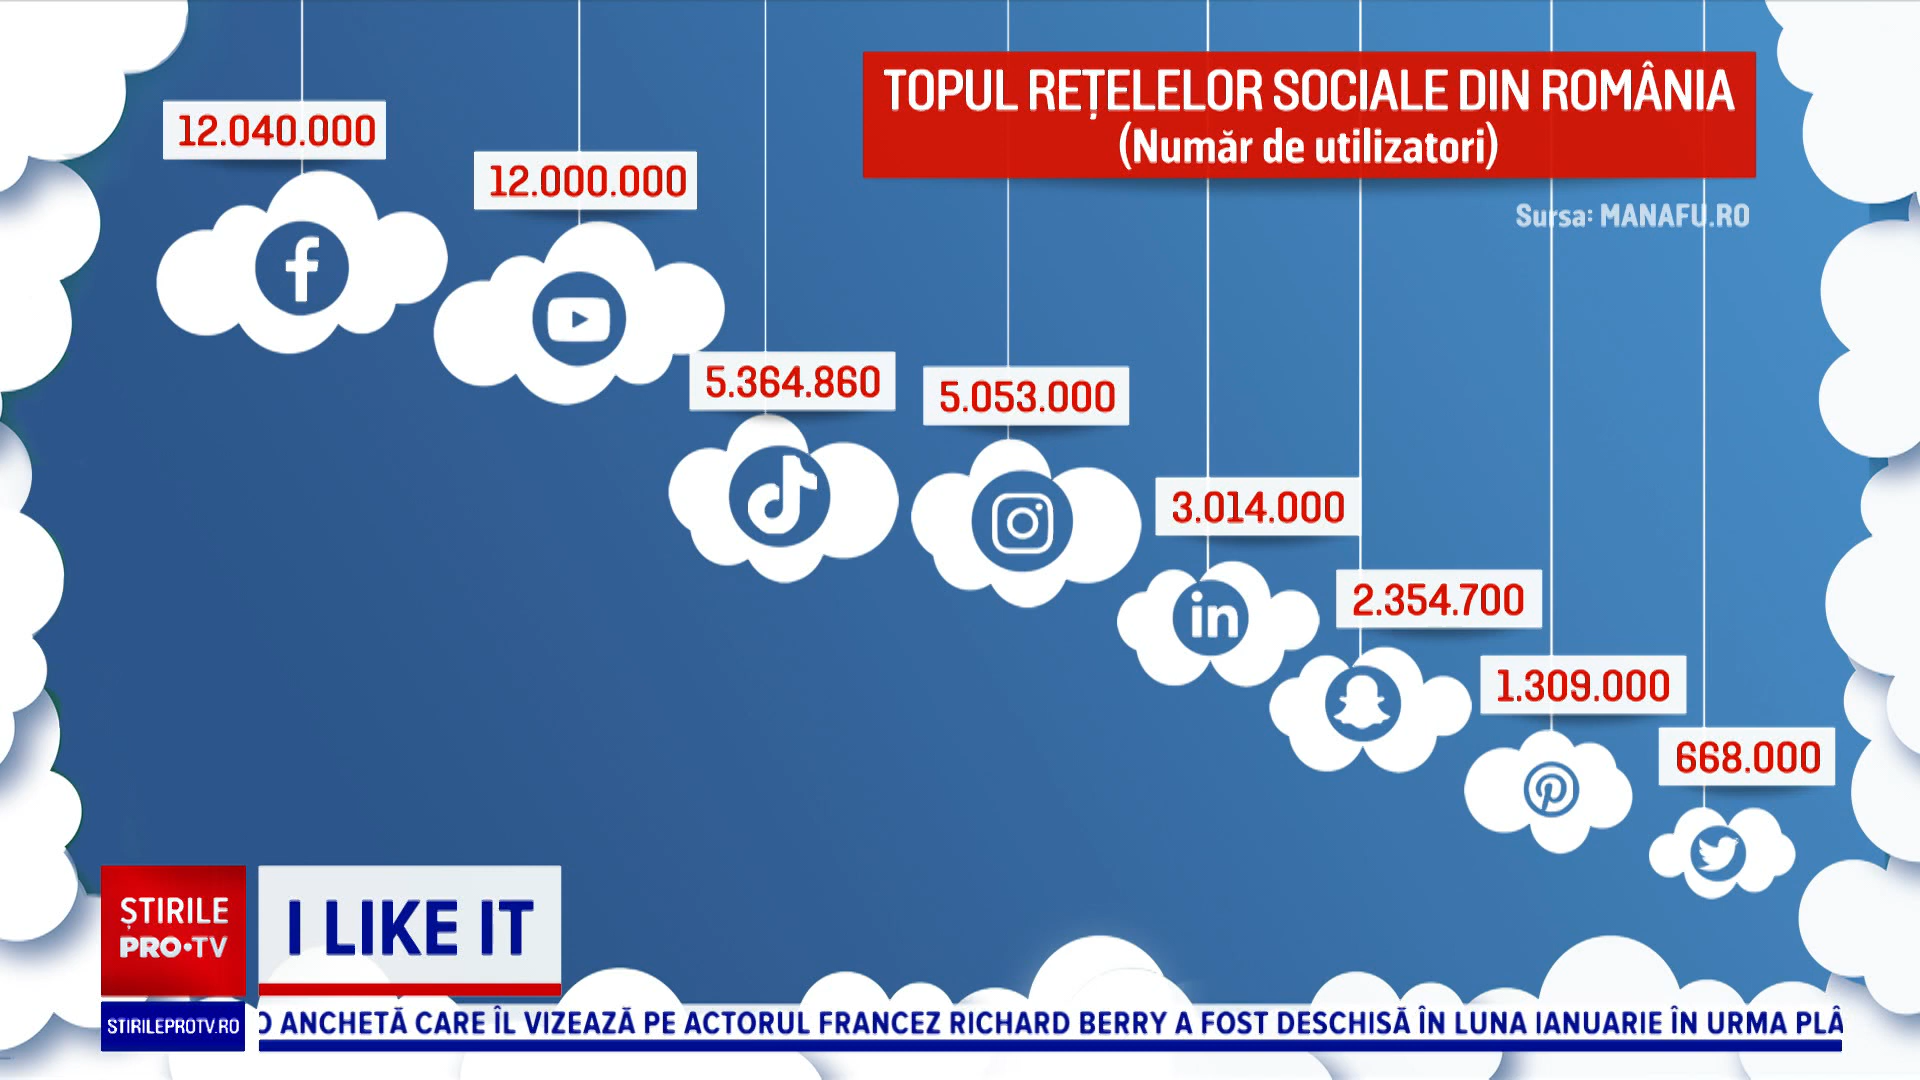 TOPUL REȚELELOR SOCIALE DIN ROMÂNIA
(Număr de utilizatori)
Sursa: MANAFU.RO
12.040.000
12.000.000
5.364.860
5.053.000
3.014.000
in
2.354.700
1.309.000
668.000
ȘTIRILE
PRO•TV
I LIKE IT
STIRILEPROTV.RO
O ANCHETĂ CARE ÎL VIZEAZĂ PE ACTORUL FRANCEZ RICHARD BERRY A FOST DESCHISĂ ÎN LUNA IANUARIE ÎN URMA PLÂ